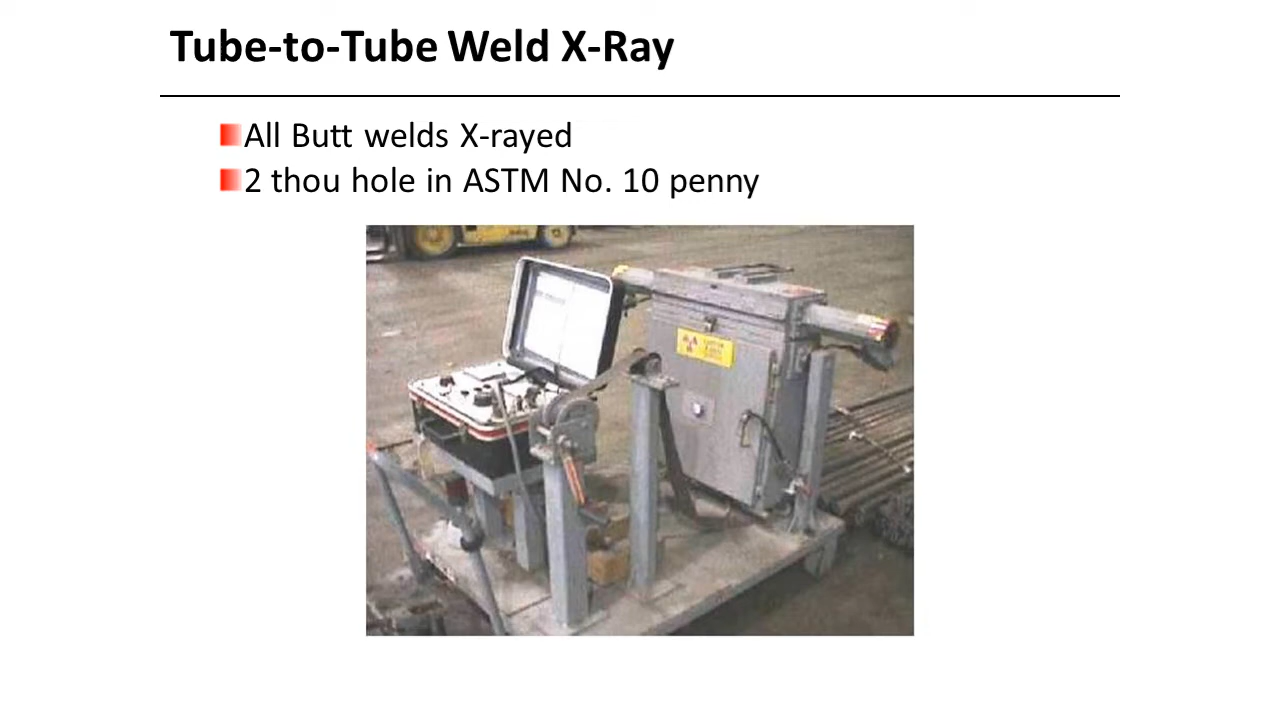 Tube-to-Tube Weld X-Ray
All Butt welds X-rayed
2 thou hole in ASTM No. 10 penny